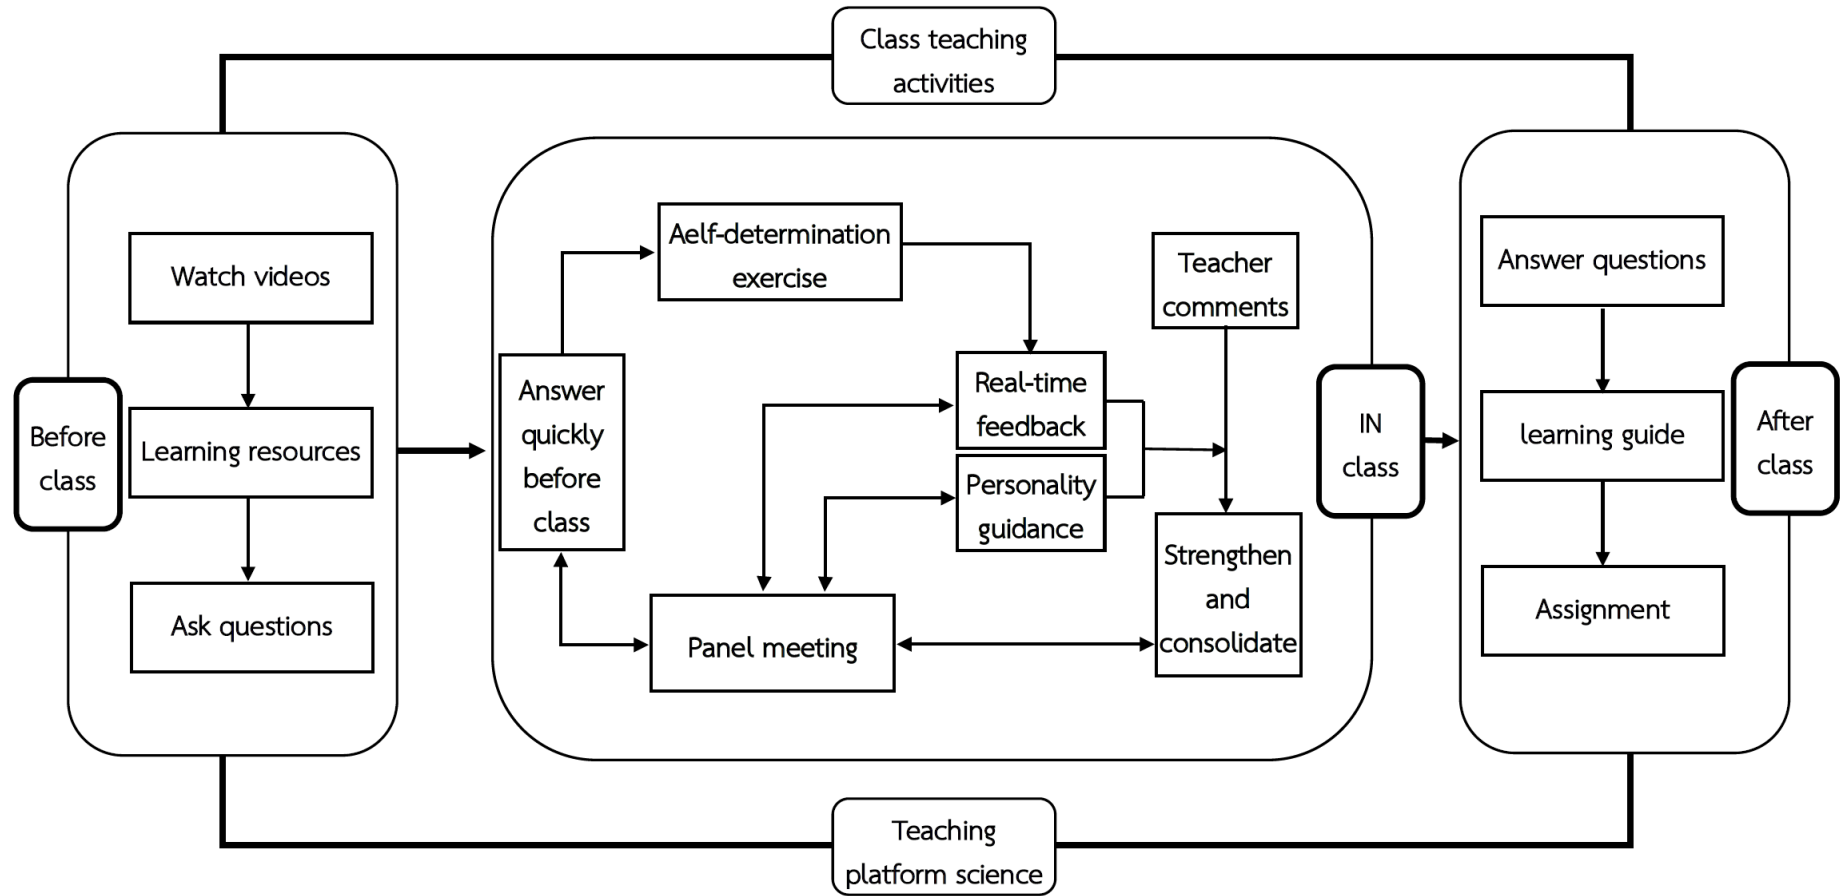 Class teaching
activities
Watch videos
Learning resources
Ask questions
Before
class
Aelf-determination
exercise
Teacher
comments
Answer
quickly
before
class
Real-time
feedback
Personality
guidance
Panel meeting
Strengthen
and
consolidate
IN
class
Answer questions
learning guide
Assignment
After
class
Teaching
platform science